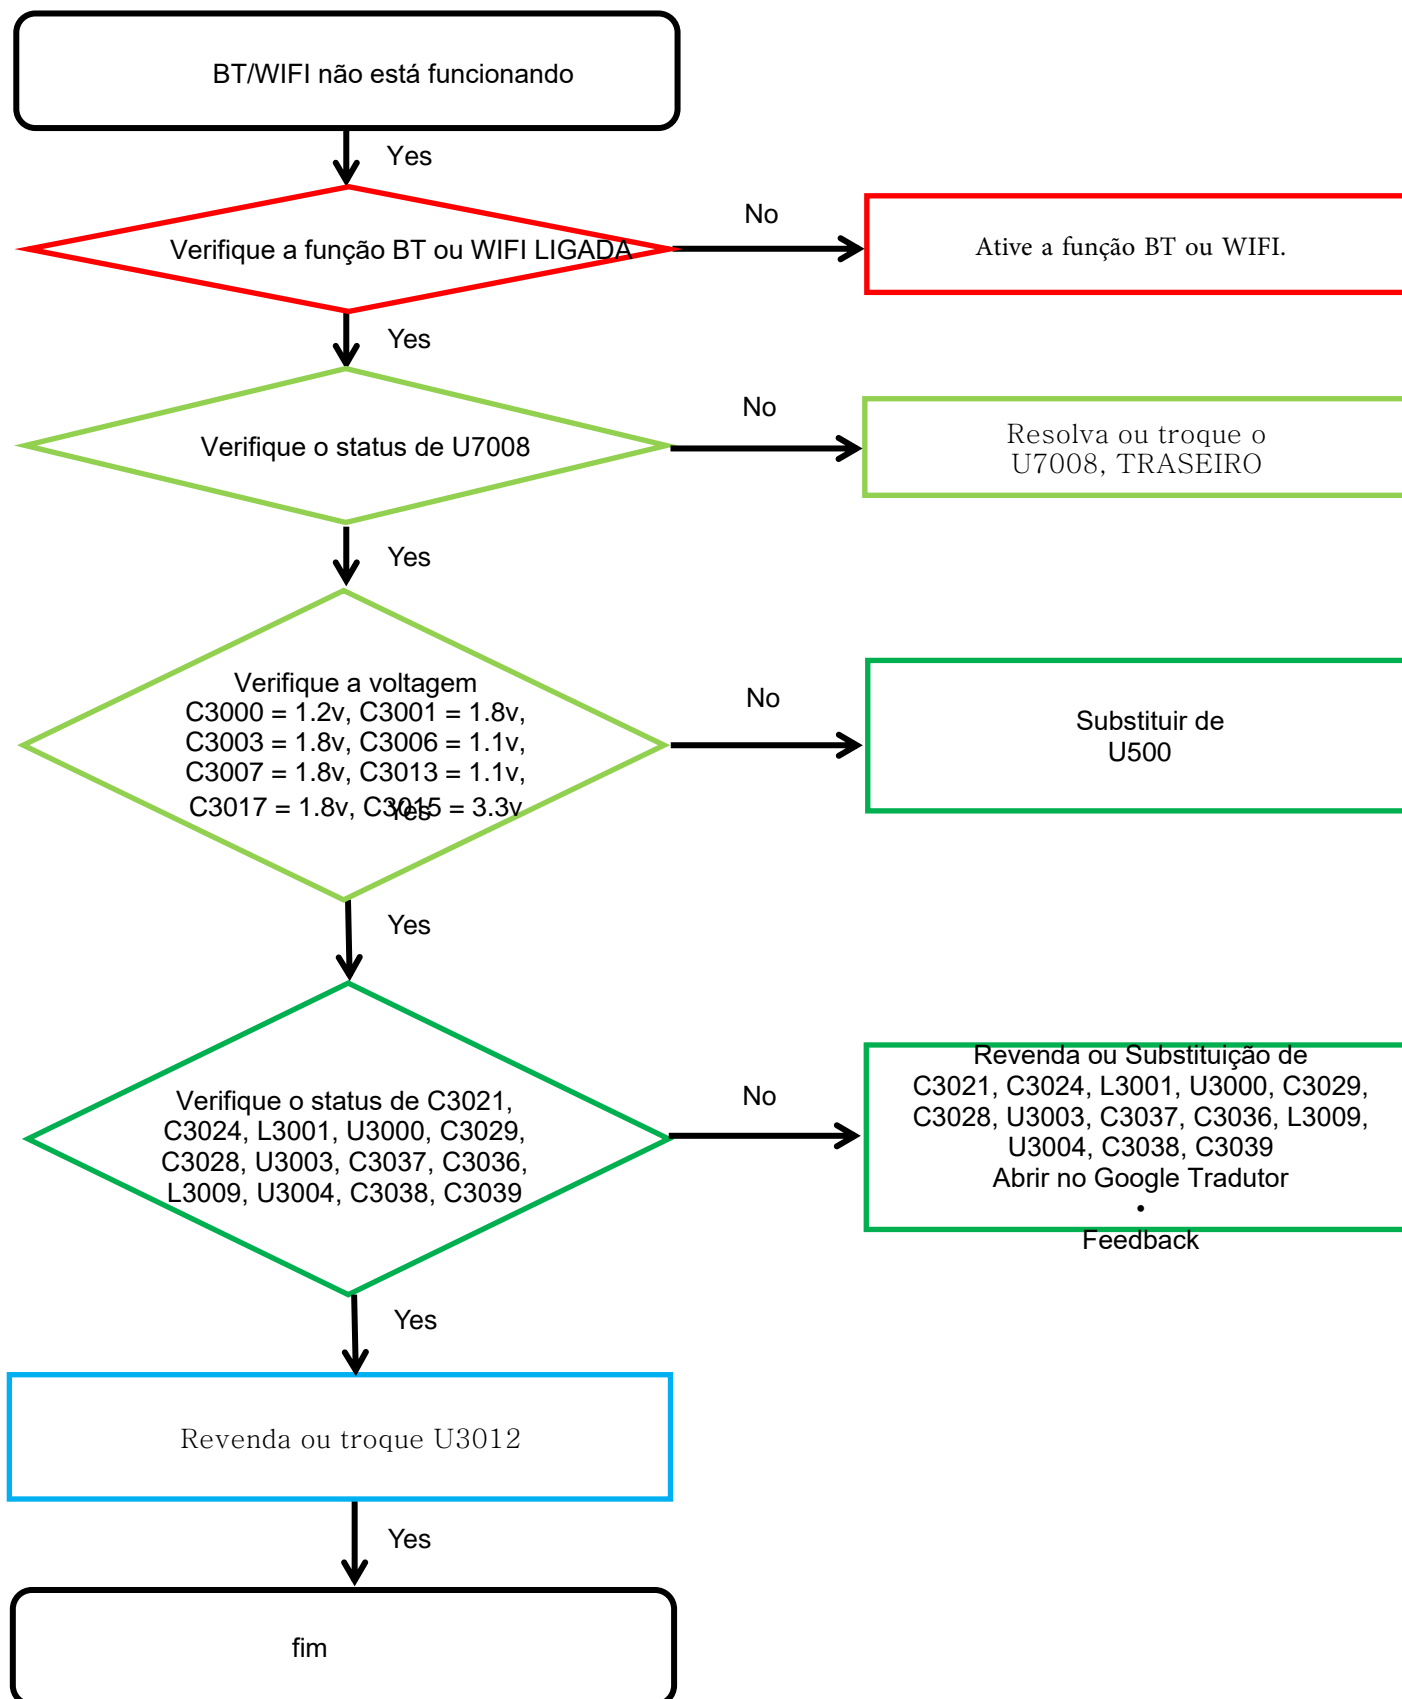 BT/WIFI não está funcionando
Yes
Verifique a função BT ou WIFI LIGADA
No
Ative a função BT ou WIFI.
Yes
Verifique o status de U7008
No
Resolva ou troque o
U7008, TRASEIRO
Yes
Verifique a voltagem
C3000 = 1.2v, C3001 = 1.8v,
C3003 = 1.8v, C3006 = 1.1v,
C3007 = 1.8v, C3013 = 1.1v,
C3017 = 1.8v, C3015 = 3.3v
Yes
No
Substituir de
U500
Yes
Verifique o status de C3021,
C3024, L3001, U3000, C3029,
C3028, U3003, C3037, C3036,
L3009, U3004, C3038, C3039
No
Revenda ou Substituição de
C3021, C3024, L3001, U3000, C3029,
C3028, U3003, C3037, C3036, L3009,
U3004, C3038, C3039
Abrir no Google Tradutor
•
Feedback
Yes
Revenda ou troque U3012
Yes
fim